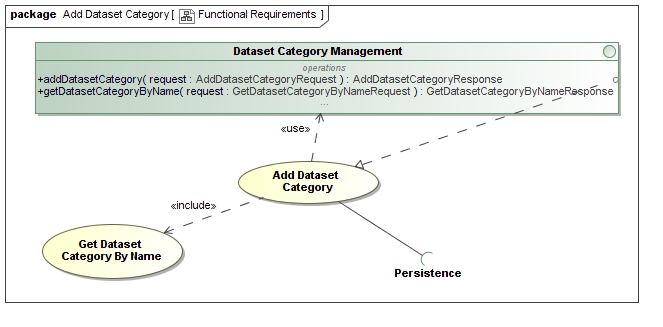 package Add Dataset Category [ Functional Requirements ]
Dataset Category Management
operations
+addDatasetCategory( request : AddDatasetCategoryRequest ) : AddDatasetCategoryResponse
+getDatasetCategoryByName( request : GetDatasetCategoryByNameRequest ) : GetDatasetCategoryByNameResponse
...
«use»
Add Dataset
Category
«include»
Get Dataset
Category By Name
Persistence